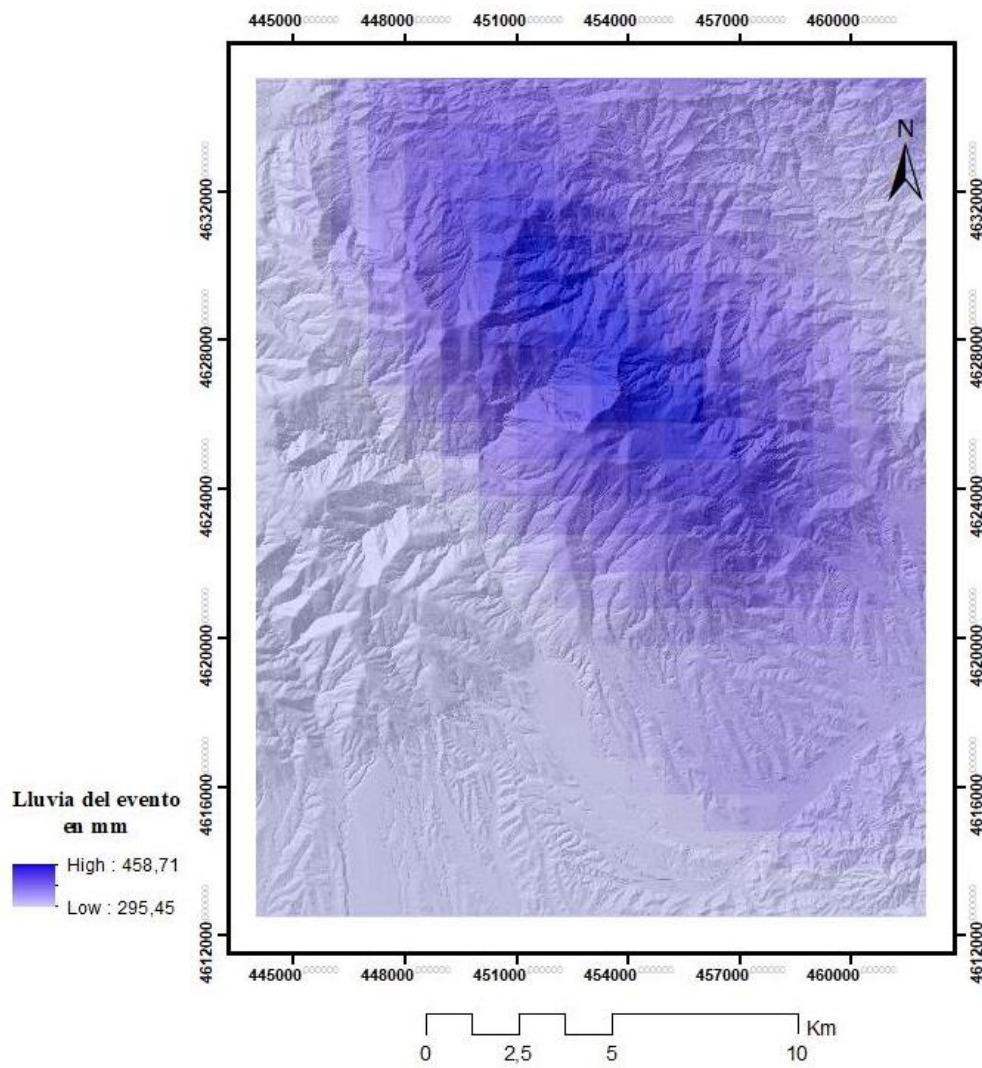 445000 448000 451000 454000 457000 460000
N
4632000 4632000
4628000 4628000
4624000 4624000
4620000 4620000
4616000 4616000
4612000 4612000
Lluvia del evento
en mm
High : 458,71
Low : 295,45
445000 448000 451000 454000 457000 460000
Km
0 2,5 5 10